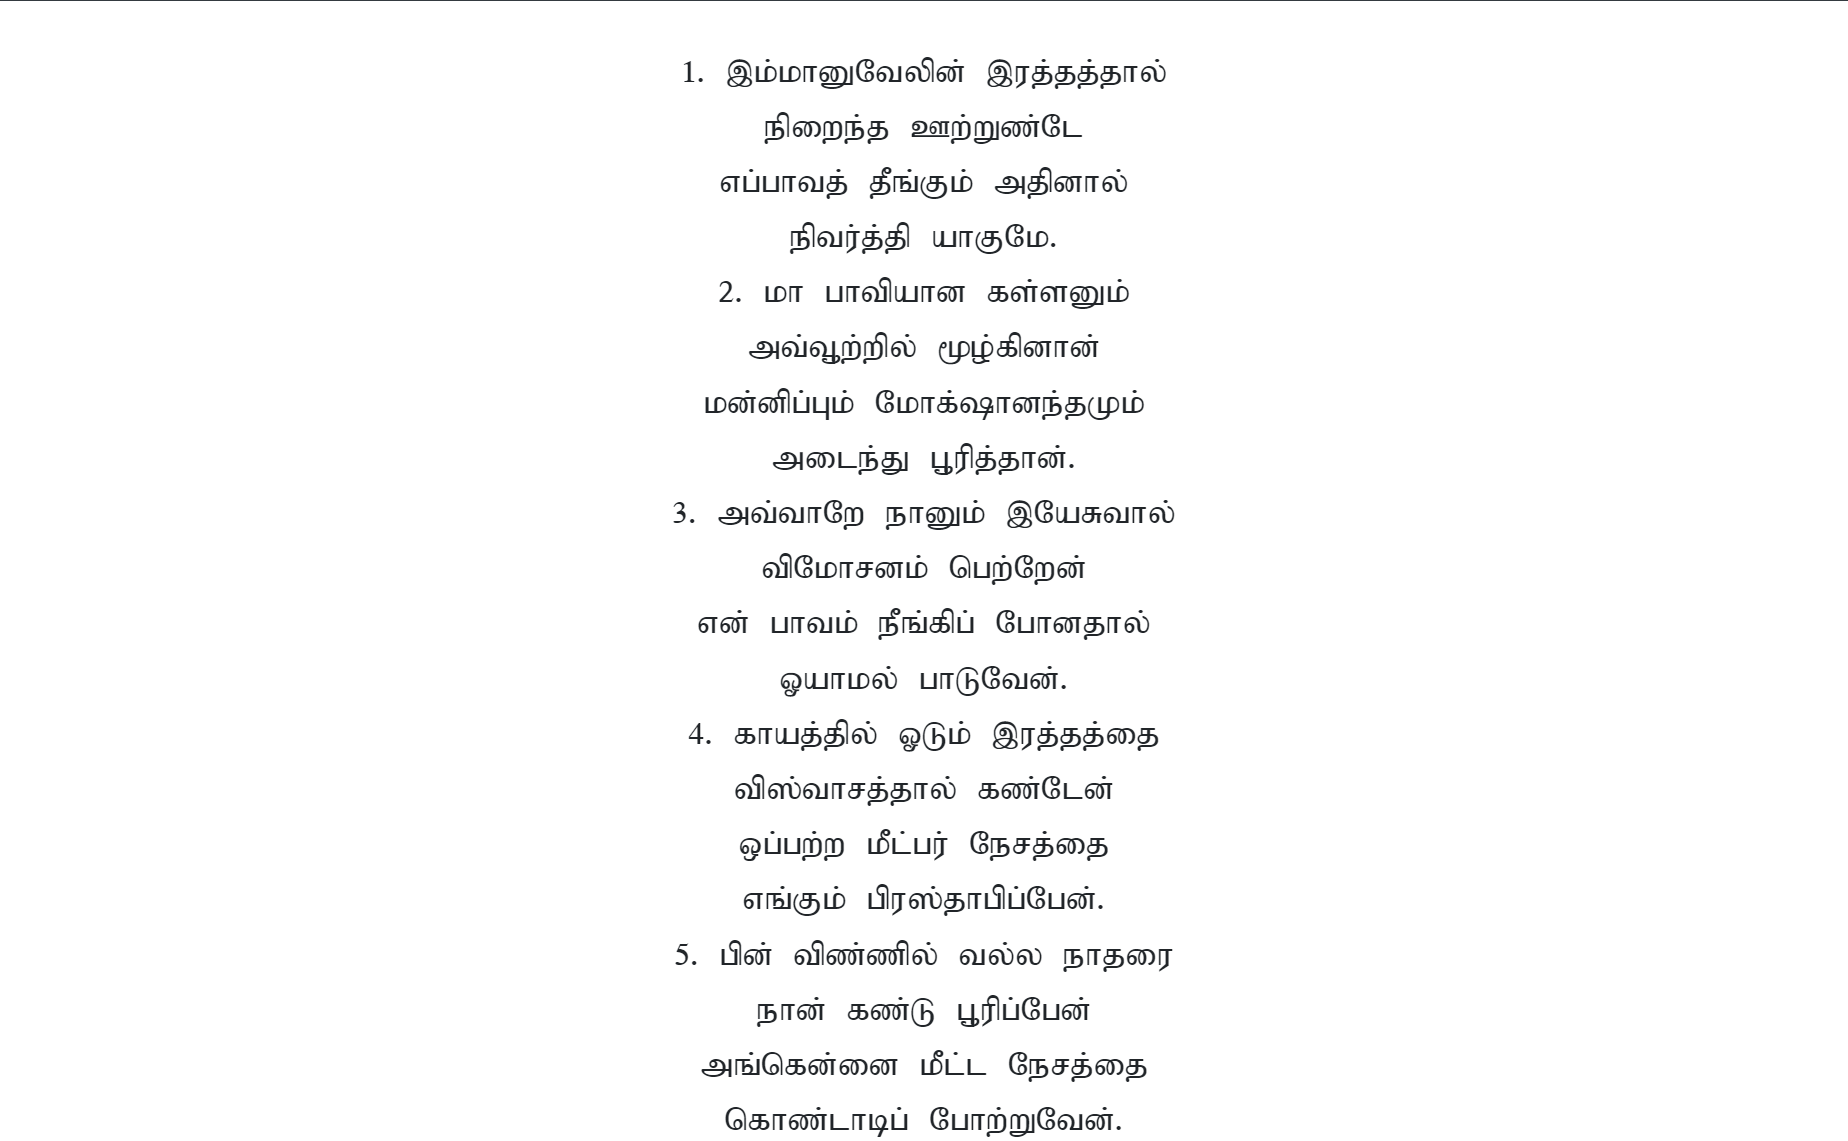 1. இம்மானுவேலின் இரத்தத்தால்
நிறைந்த ஊற்றுண்டே
எப்பாவத் தீங்கும் அதினால்
நிவர்த்தி யாகுமே.
2. மா பாவியான கள்ளனும்
அவ்வூற்றில் மூழ்கினான்
மன்னிப்பும் மோக்ஷானந்தமும்
அடைந்து பூரித்தான்.
3. அவ்வாறே நானும் இயேசுவால்
விமோசனம் பெற்றேன்
என் பாவம் நீங்கிப் போனதால்
ஓயாமல் பாடுவேன்.
4. காயத்தில் ஓடும் இரத்தத்தை
விஸ்வாசத்தால் கண்டேன்
ஒப்பற்ற மீட்பர் நேசத்தை
எங்கும் பிரஸ்தாபிப்பேன்.
5. பின் விண்ணில் வல்ல நாதரை
நான் கண்டு பூரிப்பேன்
அங்கென்னை மீட்ட நேசத்தை
கொண்டாடிப் போற்றுவேன்.